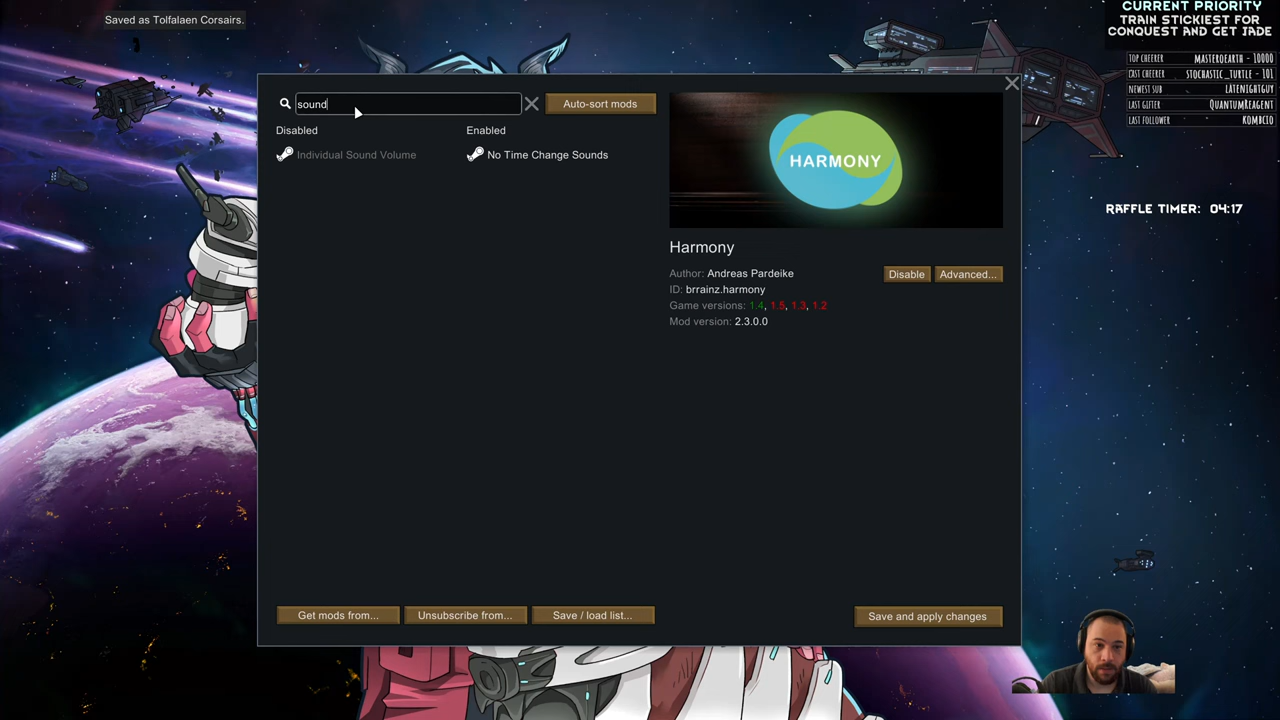 Saved as Tolfalaen Corsairs.
CURRENT PRIORITY
TRAIN STICKIEST FOR
CONQUEST AND GET JADE
TOP CHEERER MASTEROEARTH - 10000
LAST CHEERER STOCHASTIC_TURTLE - 101
NEWEST SUB LATENIGHTGUY
LAST GIFTER QUANTUMREAGENT
LAST FOLLOWER KOMBCIO
RAFFLE TIMER: 04:17
sound
Auto-sort mods
Disabled
Enabled
Individual Sound Volume
No Time Change Sounds
HARMONY
Harmony
Author: Andreas Pardeike
Disable
Advanced...
ID: brrainz.harmony
Game versions: 1.4, 1.5, 1.3, 1.2
Mod version: 2.3.0.0
Get mods from...
Unsubscribe from...
Save / load list...
Save and apply changes